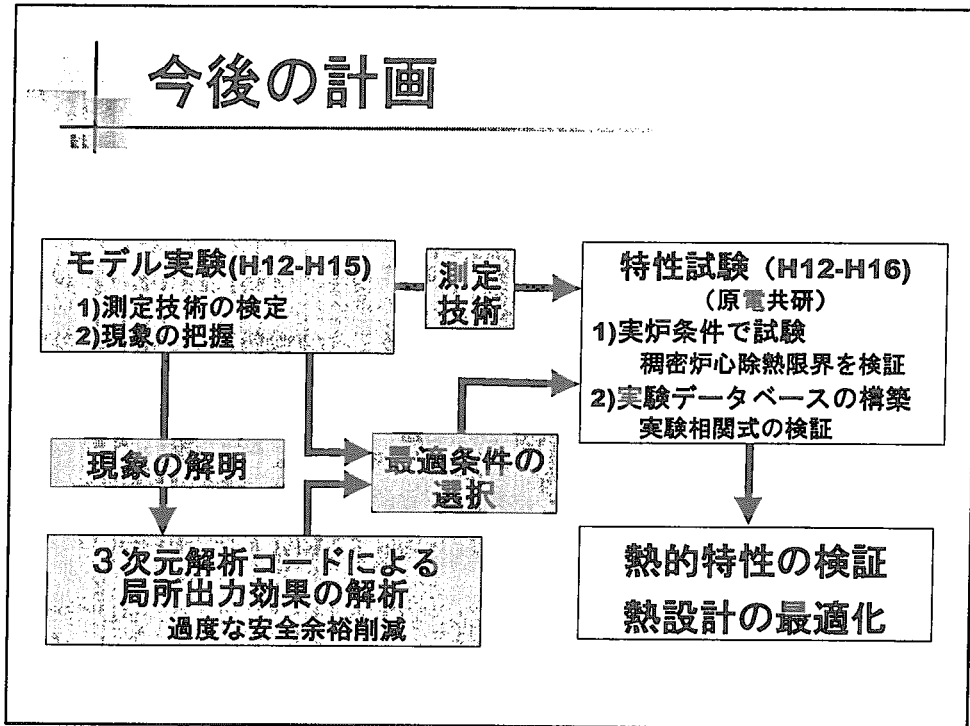 今後の計画
モデル実験(H12-H15)
1)測定技術の検定
2)現象の把握
測定
技術
特性試験（H12-H16)
（原電共研）
1)実炉条件で試験
稠密炉心除熱限界を検証
2)実験データベースの構築
実験相関式の検証
現象の解明
最適条件の
選択
３次元解析コードによる
局所出力効果の解析
過度な安全余裕削減
熱的特性の検証
熱設計の最適化